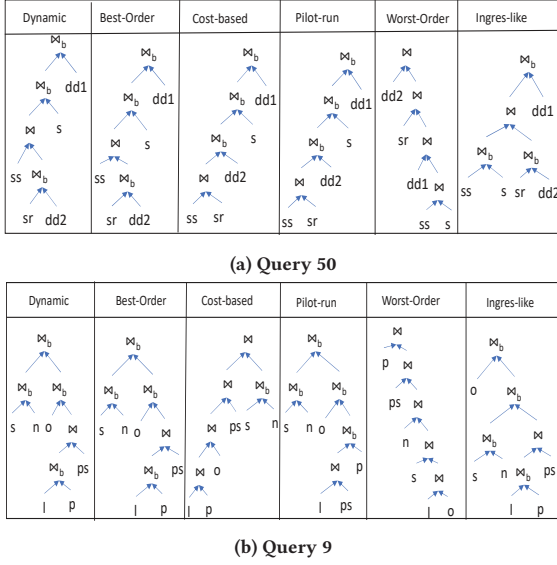 Dynamic Best-Order Cost-based Pilot-run Worst-Order Ingres-like
⋈b ⋈b ⋈b ⋈b ⋈ ⋈b
dd1 dd1 dd1 dd1 dd2 dd1
⋈b ⋈b ⋈b ⋈b ⋈ ⋈
s s s s sr
⋈ ⋈ ⋈b ⋈b ⋈ ⋈b ⋈b
ss ⋈b ss ⋈b ⋈ dd2 ⋈ dd2 dd1 ⋈ ss s sr dd2
sr dd2 sr dd2 ss sr ss sr ss s
(a) Query 50
Dynamic Best-Order Cost-based Pilot-run Worst-Order Ingres-like
⋈b ⋈b ⋈ ⋈b ⋈ ⋈b
p
⋈b ⋈b ⋈b ⋈b ⋈ ⋈b ⋈b ⋈b ⋈ o ⋈b
s n o ⋈ s n o ⋈ ⋈ ps s n s n o ⋈b ps ⋈ ⋈b ⋈
⋈b ps ⋈b ps ⋈ o ⋈ p n ⋈ s n ⋈b ps
l p l p l p l ps s ⋈ l p
l o
(b) Query 9